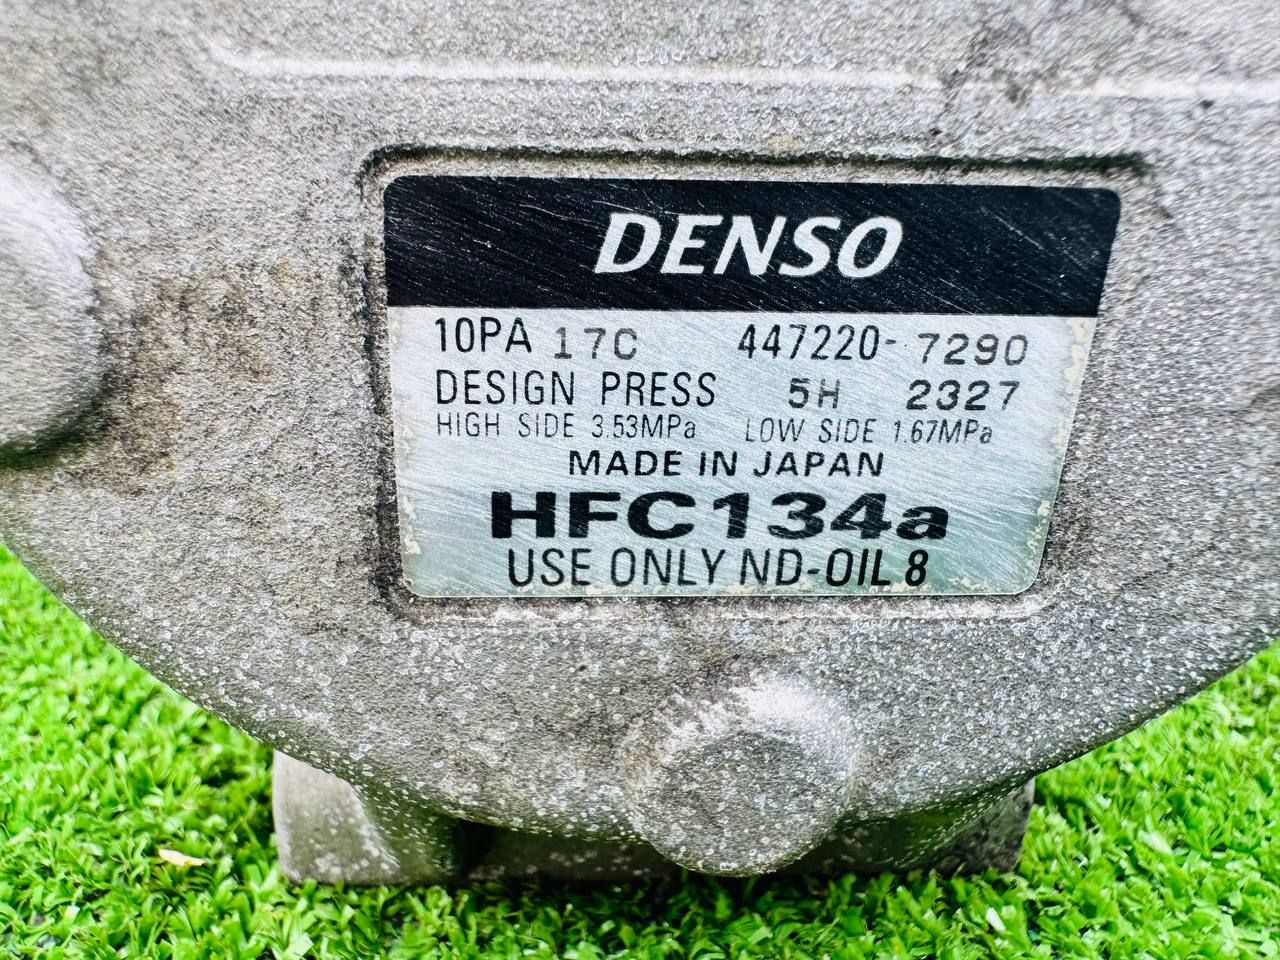 DENSO
10PA 17C 447220-7290
DESIGN PRESS 5H 2327
HIGH SIDE 3.53MPa LOW SIDE 1.67MPa
MADE IN JAPAN
HFC134a
USE ONLY ND-OIL 8